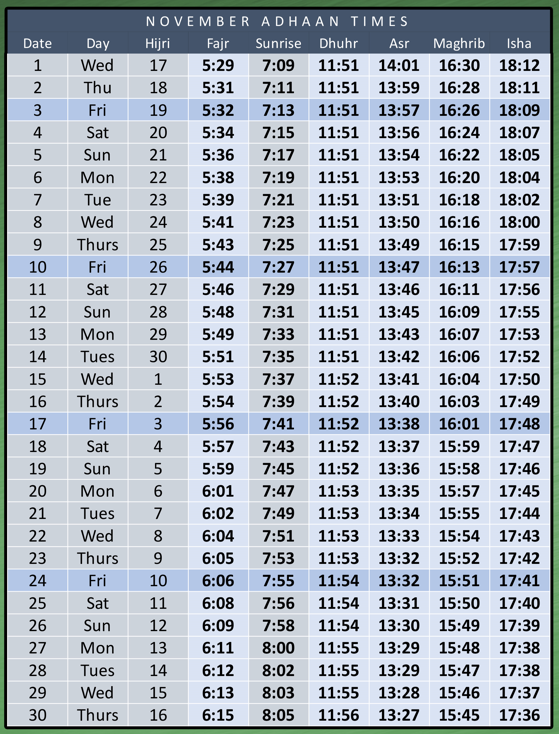 NOVEMBER ADHAAN TIMES
Date Day Hijri Fajr Sunrise Dhuhr Asr Maghrib Isha
1 Wed 17 5:29 7:09 11:51 14:01 16:30 18:12
2 Thu 18 5:31 7:11 11:51 13:59 16:28 18:11
3 Fri 19 5:32 7:13 11:51 13:57 16:26 18:09
4 Sat 20 5:34 7:15 11:51 13:56 16:24 18:07
5 Sun 21 5:36 7:17 11:51 13:54 16:22 18:05
6 Mon 22 5:38 7:19 11:51 13:53 16:20 18:04
7 Tue 23 5:39 7:21 11:51 13:51 16:18 18:02
8 Wed 24 5:41 7:23 11:51 13:50 16:16 18:00
9 Thurs 25 5:43 7:25 11:51 13:49 16:15 17:59
10 Fri 26 5:44 7:27 11:51 13:47 16:13 17:57
11 Sat 27 5:46 7:29 11:51 13:46 16:11 17:56
12 Sun 28 5:48 7:31 11:51 13:45 16:09 17:55
13 Mon 29 5:49 7:33 11:51 13:43 16:07 17:53
14 Tues 30 5:51 7:35 11:51 13:42 16:06 17:52
15 Wed 1 5:53 7:37 11:52 13:41 16:04 17:50
16 Thurs 2 5:54 7:39 11:52 13:40 16:03 17:49
17 Fri 3 5:56 7:41 11:52 13:38 16:01 17:48
18 Sat 4 5:57 7:43 11:52 13:37 15:59 17:47
19 Sun 5 5:59 7:45 11:52 13:36 15:58 17:46
20 Mon 6 6:01 7:47 11:53 13:35 15:57 17:45
21 Tues 7 6:02 7:49 11:53 13:34 15:55 17:44
22 Wed 8 6:04 7:51 11:53 13:33 15:54 17:43
23 Thurs 9 6:05 7:53 11:53 13:32 15:52 17:42
24 Fri 10 6:06 7:55 11:54 13:32 15:51 17:41
25 Sat 11 6:08 7:56 11:54 13:31 15:50 17:40
26 Sun 12 6:09 7:58 11:54 13:30 15:49 17:39
27 Mon 13 6:11 8:00 11:55 13:29 15:48 17:38
28 Tues 14 6:12 8:02 11:55 13:29 15:47 17:38
29 Wed 15 6:13 8:03 11:55 13:28 15:46 17:37
30 Thurs 16 6:15 8:05 11:56 13:27 15:45 17:36